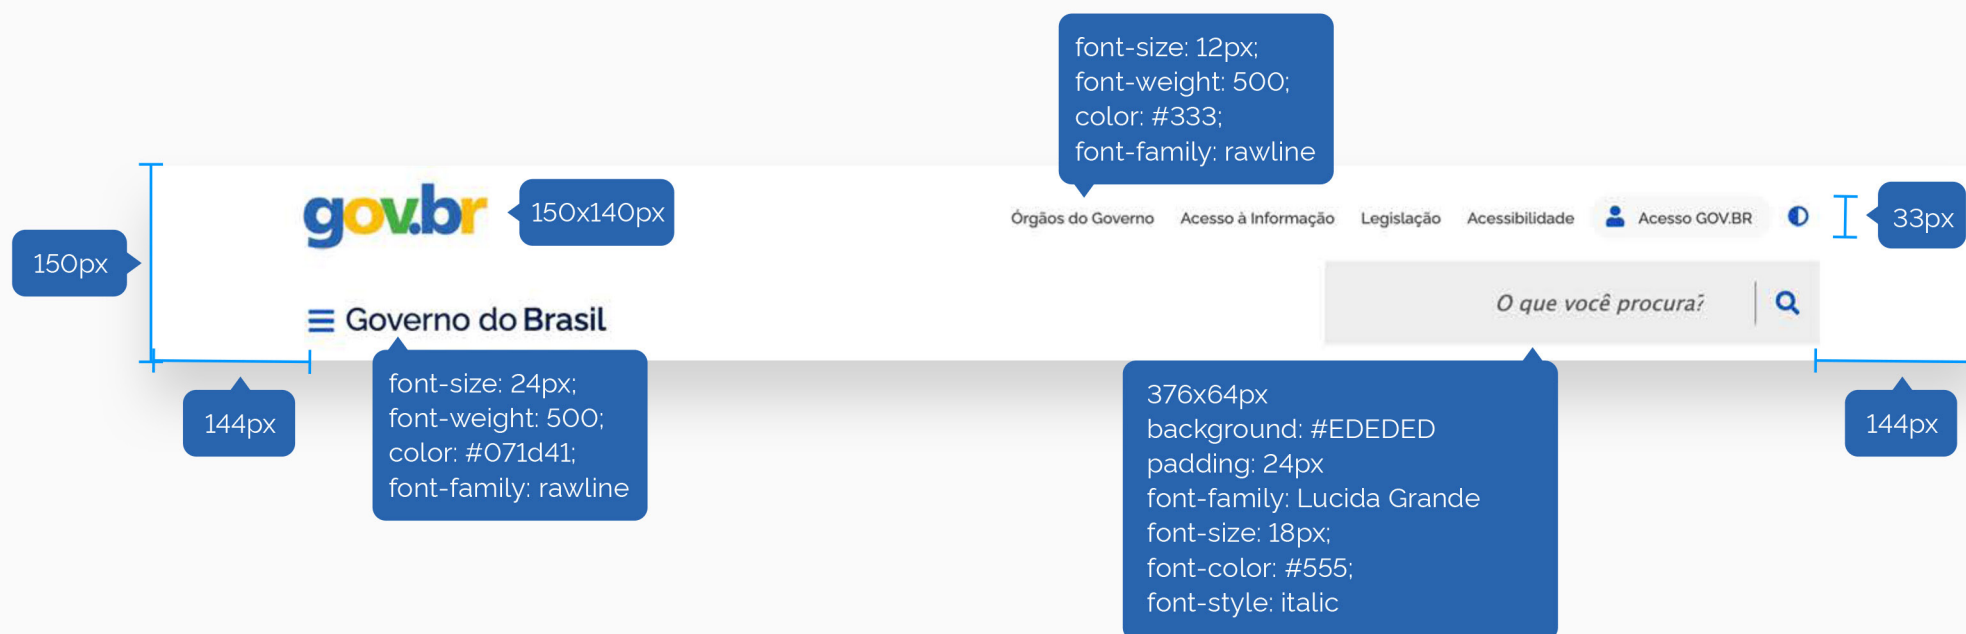 font-size: 12px;
font-weight: 500;
color: #333;
font-family: rawline
gov.br
150x140px
Órgãos do Governo Acesso à Informação Legislação Acessibilidade Acesso GOV.BR
33px
150px
O que você procura?
Governo do Brasil
144px
font-size: 24px;
font-weight: 500;
color: #071d41;
font-family: rawline
376x64px
background: #EDEDED
padding: 24px
font-family: Lucida Grande
font-size: 18px;
font-color: #555;
font-style: italic
144px